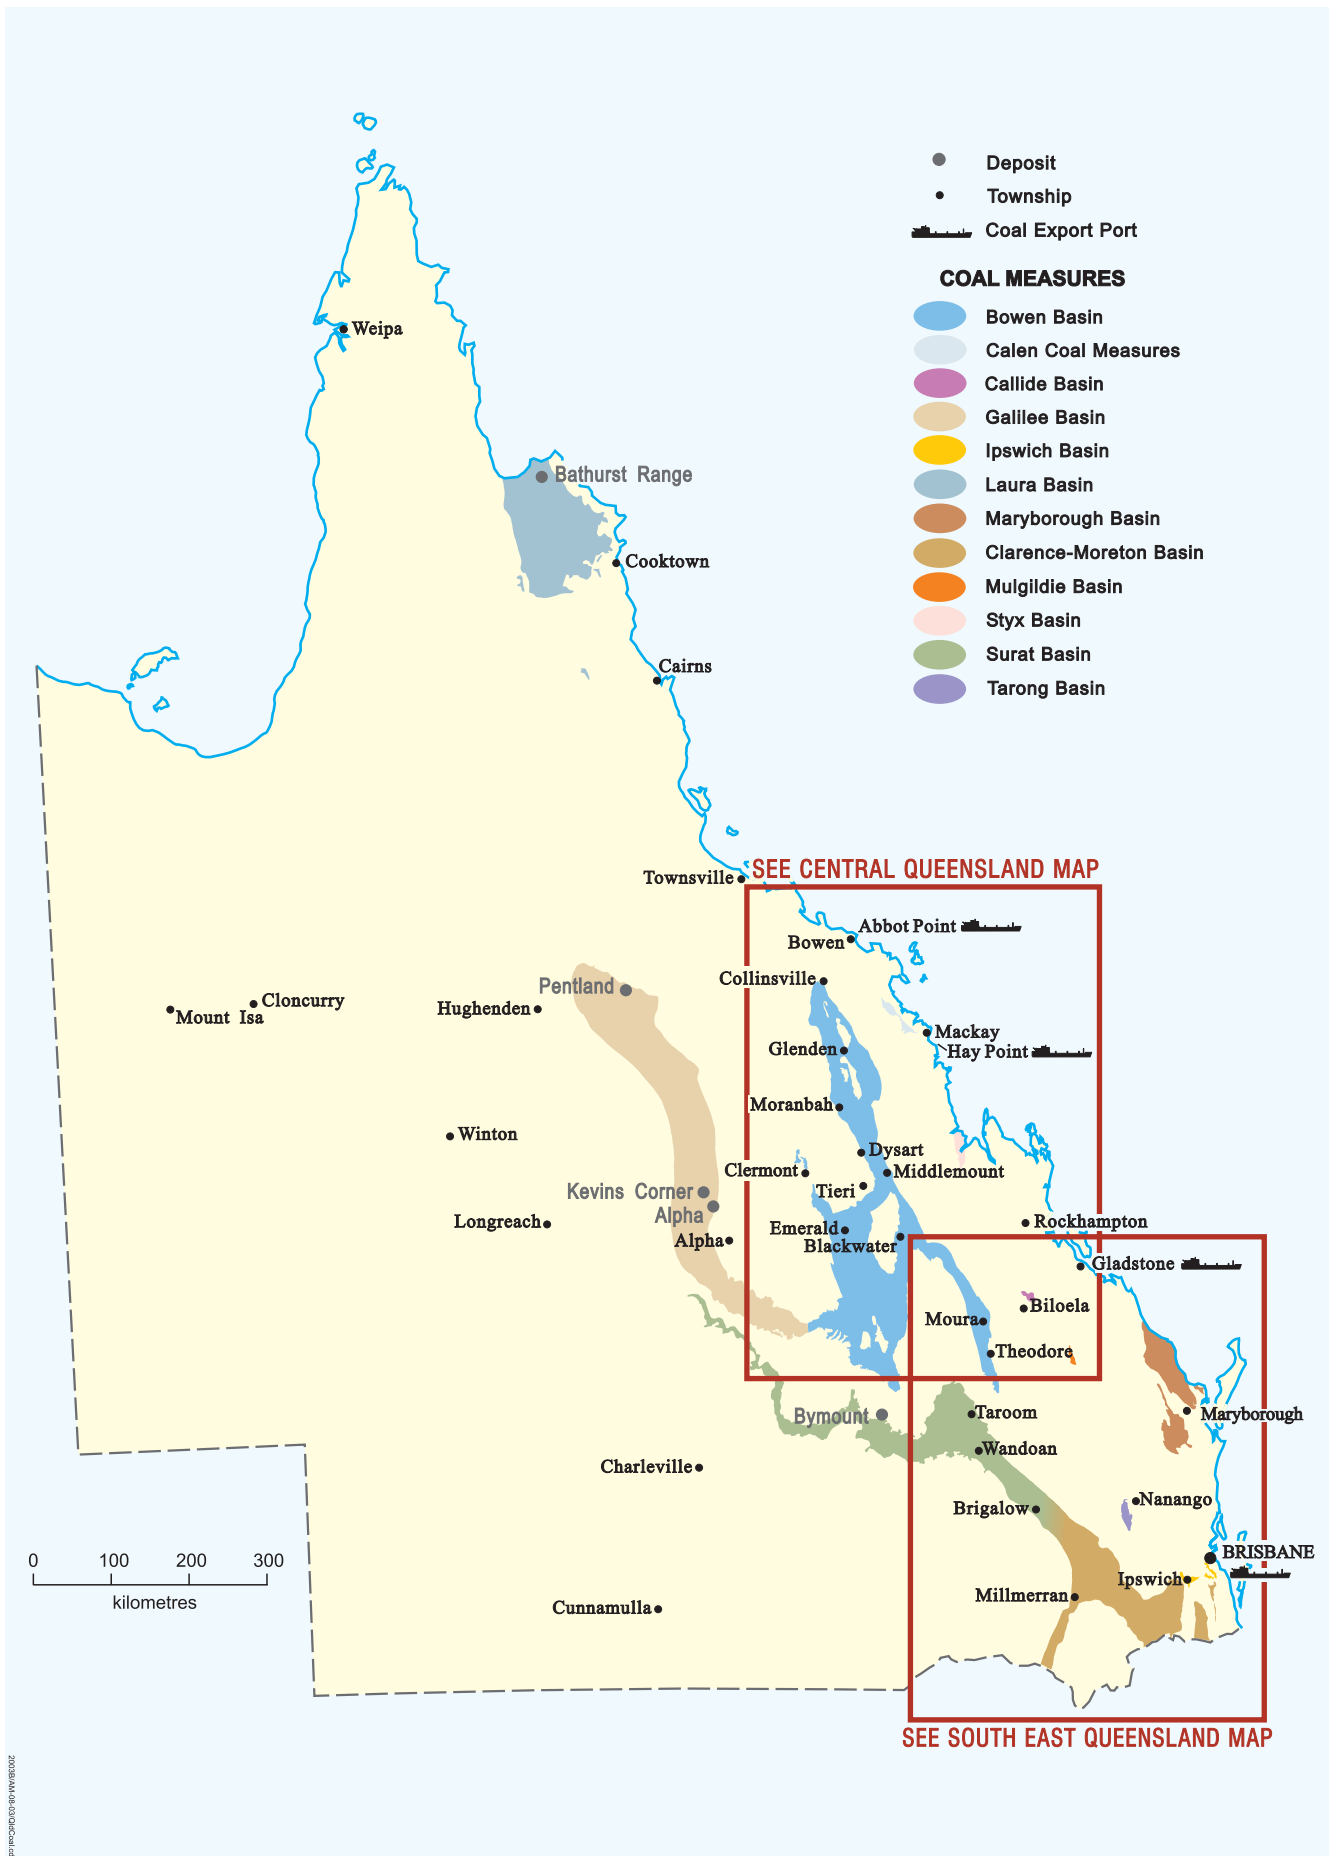 Deposit
Township
Coal Export Port
COAL MEASURES
Bowen Basin
Calen Coal Measures
Callide Basin
Galilee Basin
Ipswich Basin
Laura Basin
Maryborough Basin
Clarence-Moreton Basin
Mulgildie Basin
Styx Basin
Surat Basin
Tarong Basin
Weipa
Bathurst Range
Cooktown
Cairns
Townsville
SEE CENTRAL QUEENSLAND MAP
Abbot Point
Bowen
Collinsville
Pentland
Cloncurry
Mount Isa
Hughenden
Mackay
Hay Point
Glenden
Moranbah
Winton
Dysart
Clermont
Middlemount
Tieri
Kevins Corner
Alpha
Longreach
Rockhampton
Emerald
Alpha
Blackwater
Gladstone
Biloela
Moura
Theodore
Bymount
Taroom
Maryborough
Wandoan
Charleville
Nanango
Brigalow
BRISBANE
Ipswich
Millmerran
Cunnamulla
0 100 200 300
kilometres
SEE SOUTH EAST QUEENSLAND MAP